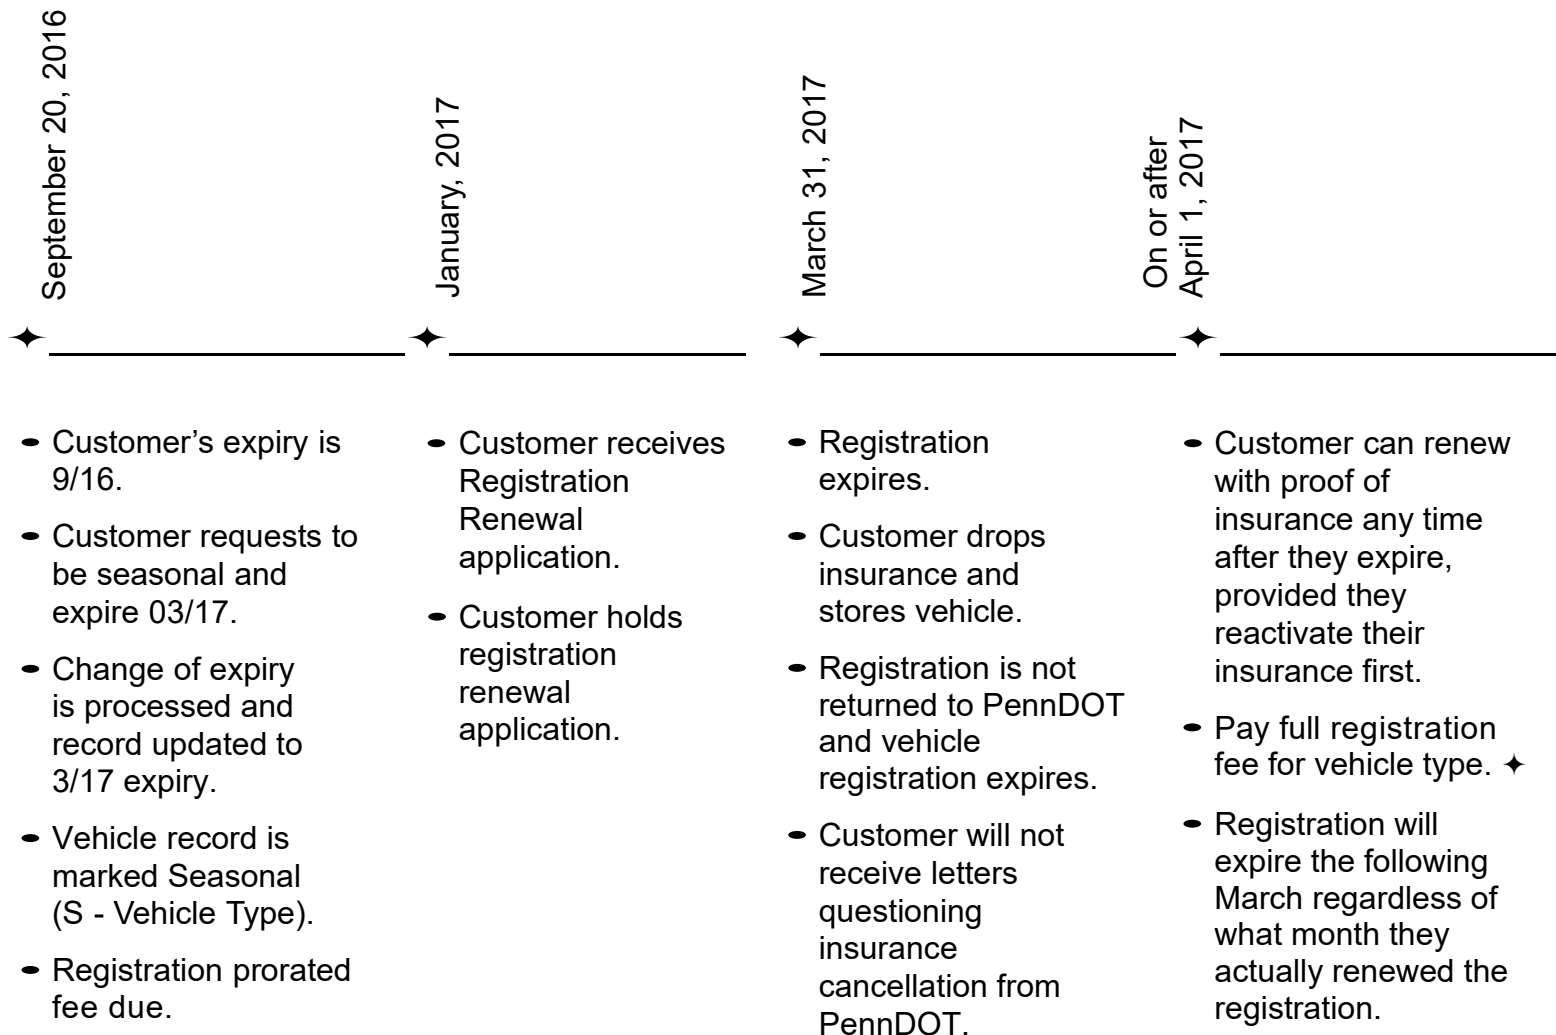 September 20, 2016
January, 2017
March 31, 2017
On or after
April 1, 2017
Customer’s expiry is
9/16.
Customer requests to
be seasonal and
expire 03/17.
Change of expiry
is processed and
record updated to
3/17 expiry.
Vehicle record is
marked Seasonal
(S - Vehicle Type).
Registration prorated
fee due.
Customer receives
Registration
Renewal
application.
Customer holds
registration
renewal
application.
Registration
expires.
Customer drops
insurance and
stores vehicle.
Registration is not
returned to PennDOT
and vehicle
registration expires.
Customer will not
receive letters
questioning
insurance
cancellation from
PennDOT.
Customer can renew
with proof of
insurance any time
after they expire,
provided they
reactivate their
insurance first.
Pay full registration
fee for vehicle type. ✦
Registration will
expire the following
March regardless of
what month they
actually renewed the
registration.